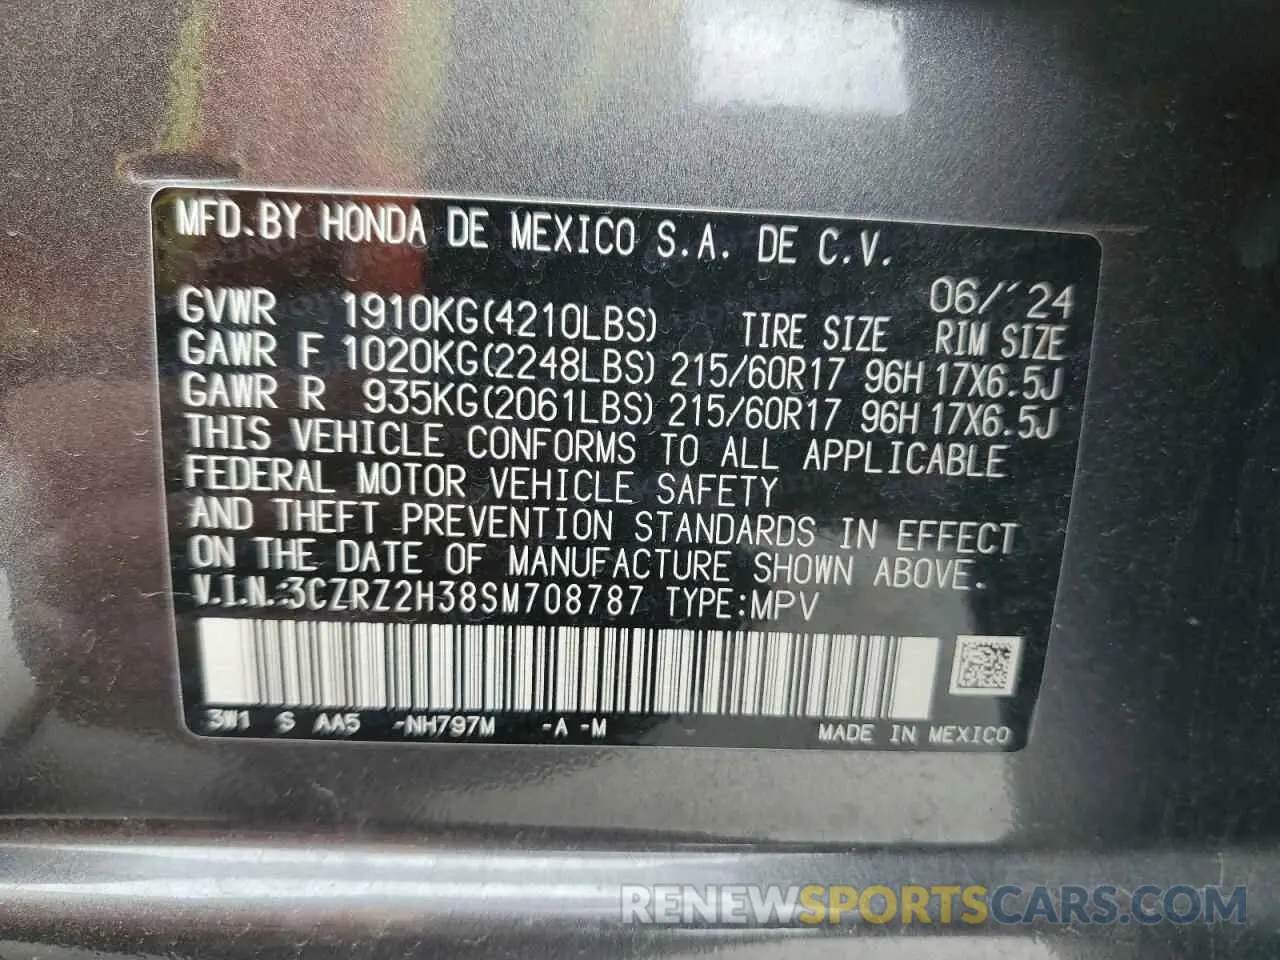 MFD.BY HONDA DE MEXICO S.A. DE C.V.
06/'24
GVWR 1910KG(4210LBS) TIRE SIZE RIM SIZE
GAWR F 1020KG(2248LBS) 215/60R17 96H 17X6.5J
GAWR R 935KG(2061LBS) 215/60R17 96H 17X6.5J
THIS VEHICLE CONFORMS TO ALL APPLICABLE
FEDERAL MOTOR VEHICLE SAFETY
AND THEFT PREVENTION STANDARDS IN EFFECT
ON THE DATE OF MANUFACTURE SHOWN ABOVE.
V.I.N.:3CZRZ2H38SM708787 TYPE:MPV
3W1 S AA5 -NH797M -A -M MADE IN MEXICO
RENEWSPORTSCARS.COM